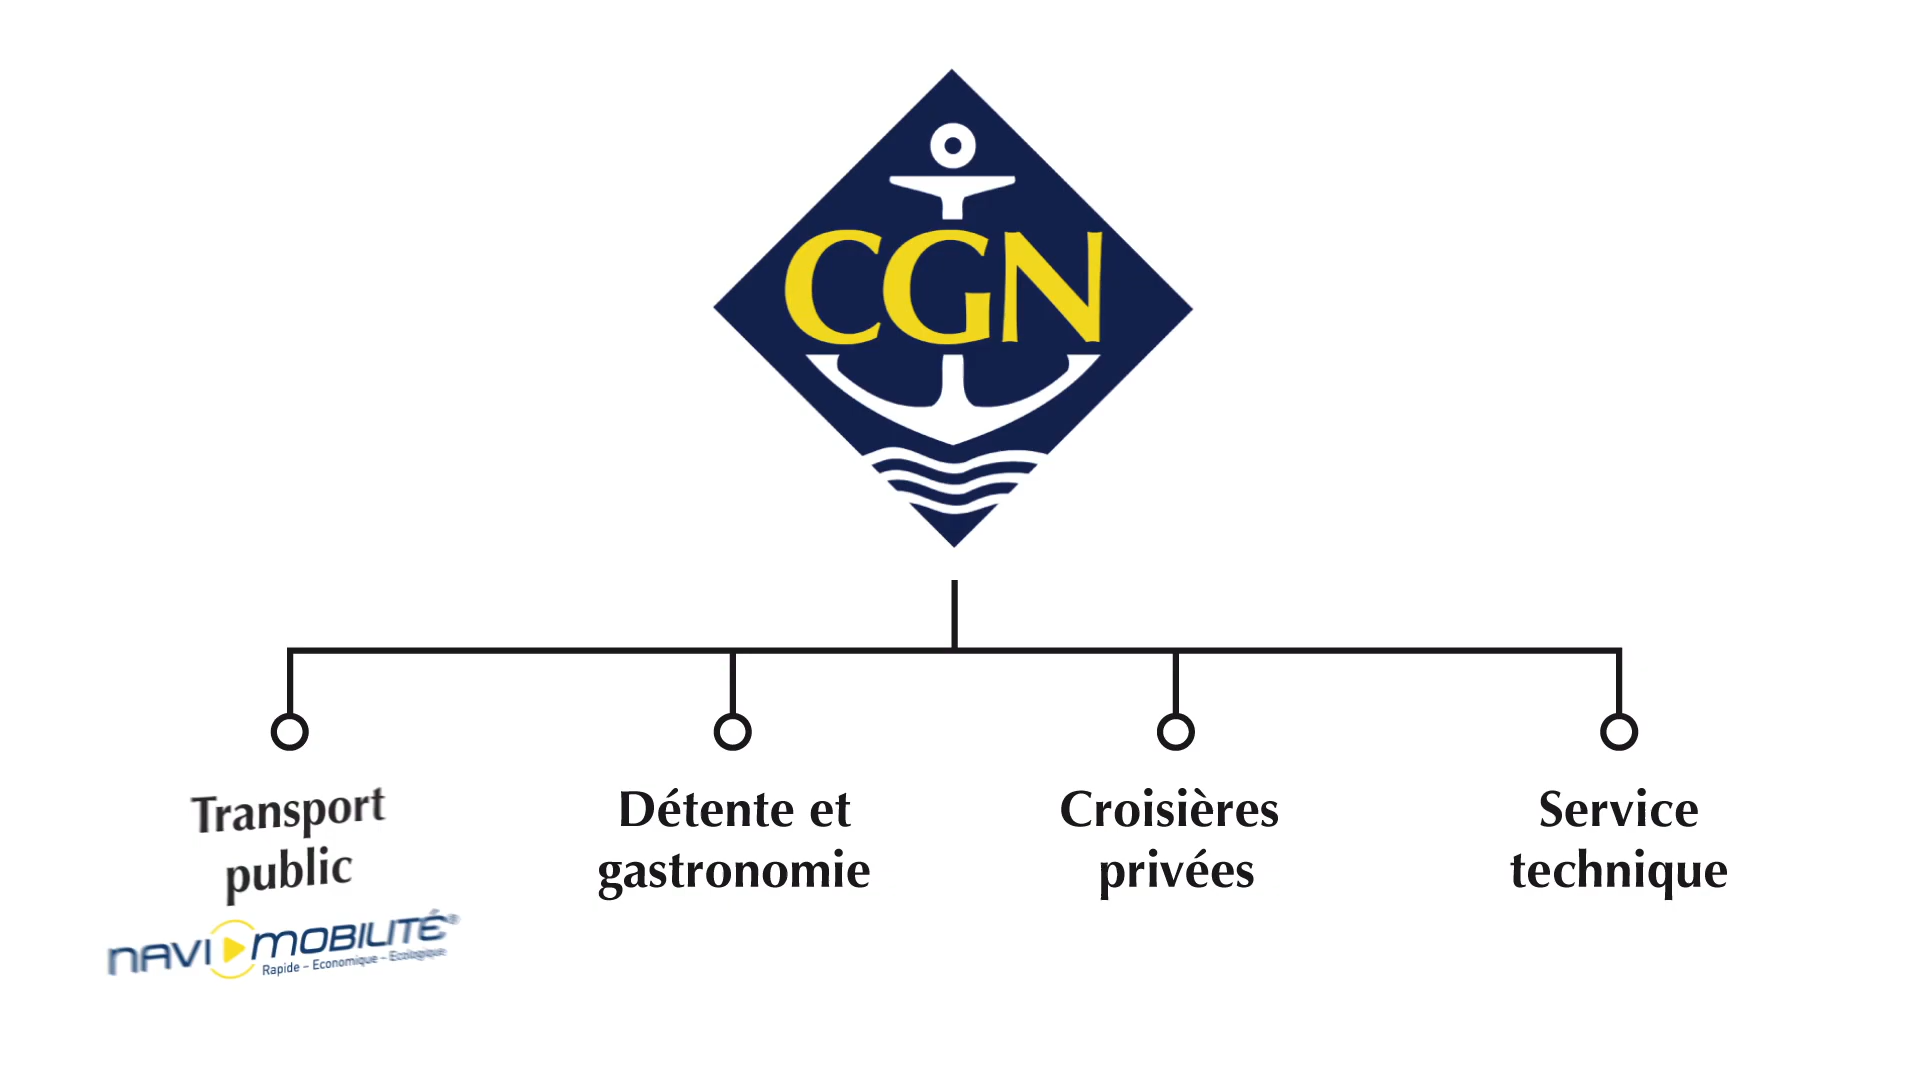 CGN
Transport
public
NAVI MOBILITÉ®
Rapide – Economique – Ecologique
Détente et
gastronomie
Croisières
privées
Service
technique